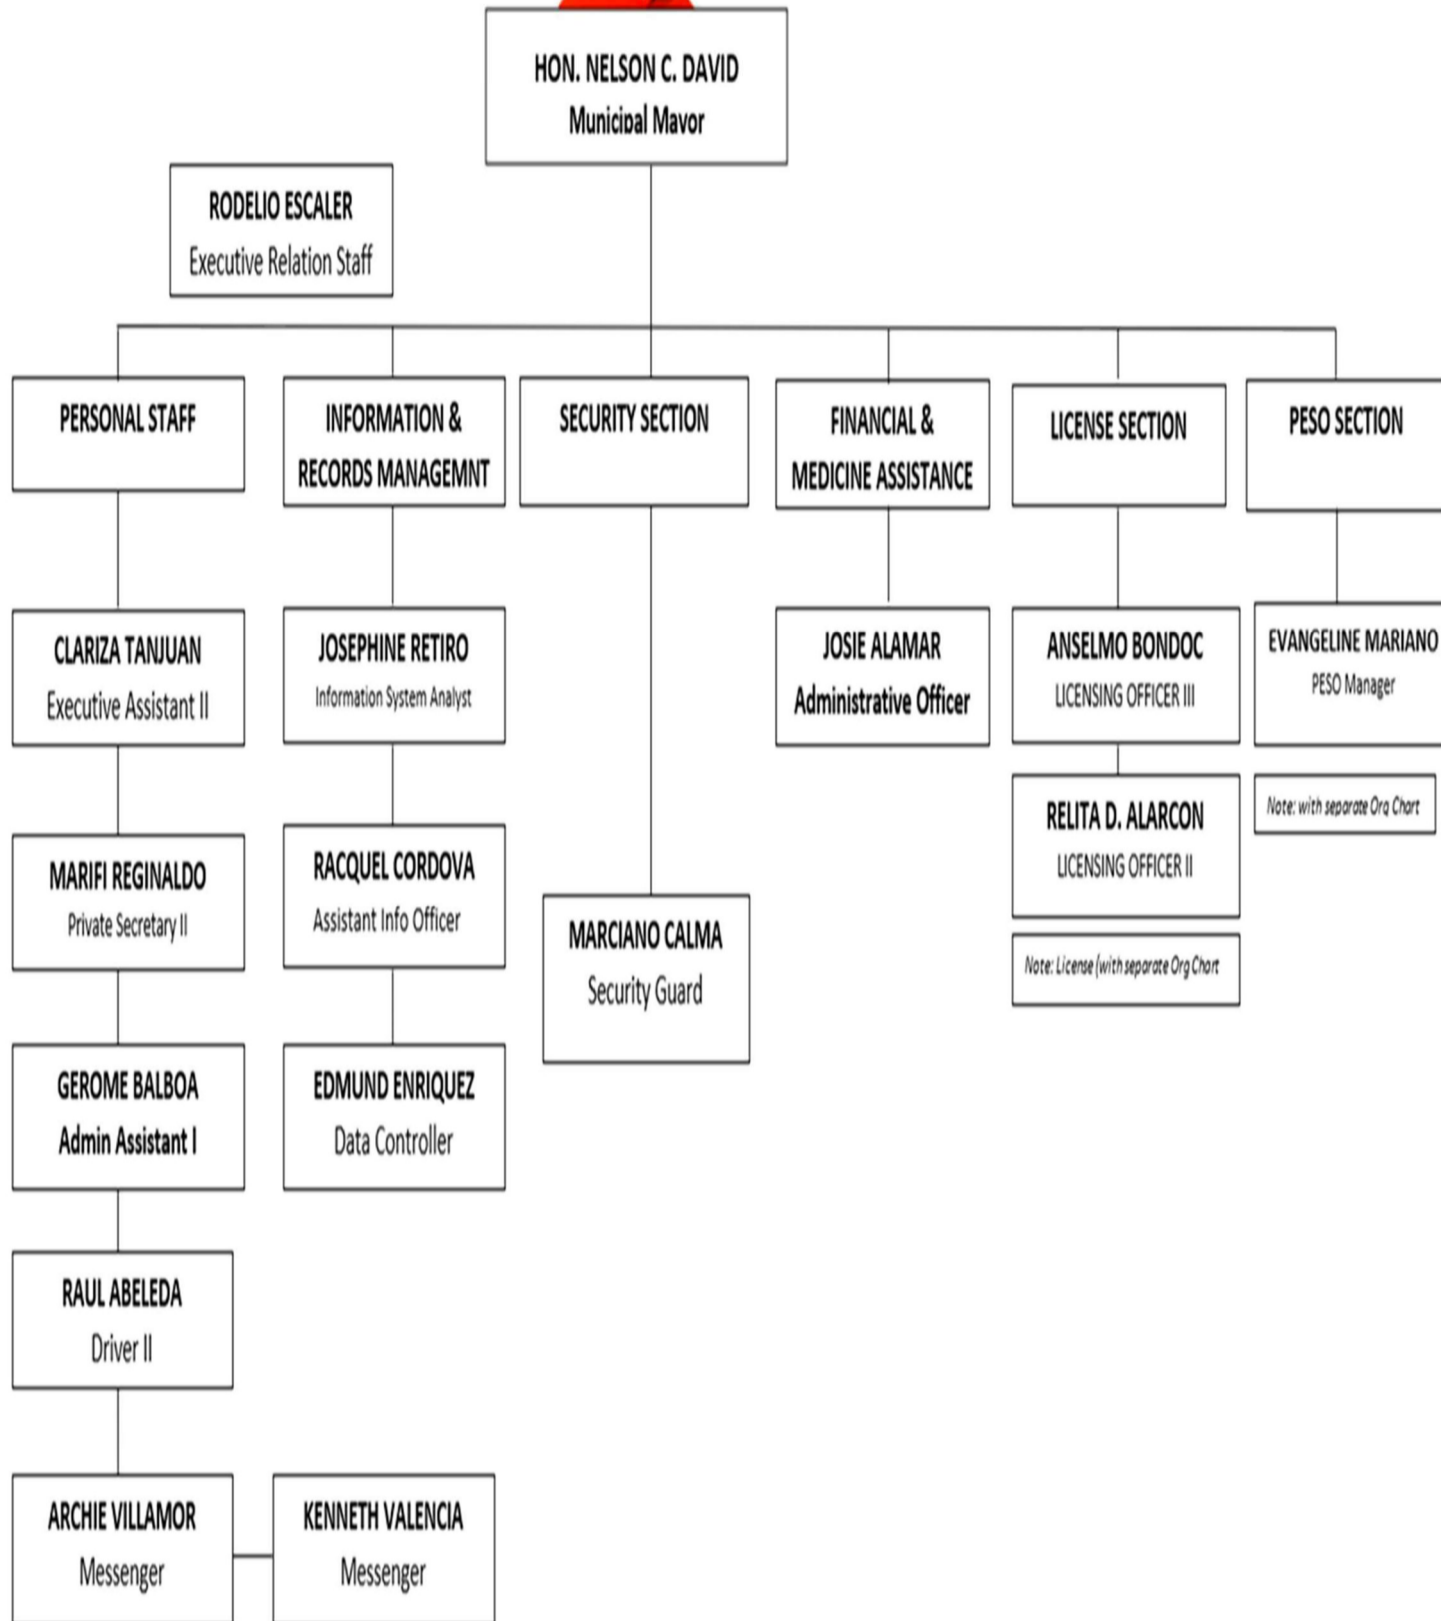 HON. NELSON C. DAVID
Municipal Mayor
RODELIO ESCALER
Executive Relation Staff
PERSONAL STAFF
INFORMATION &
RECORDS MANAGEMNT
SECURITY SECTION
FINANCIAL &
MEDICINE ASSISTANCE
LICENSE SECTION
PESO SECTION
CLARIZA TANJUAN
Executive Assistant II
JOSEPHINE RETIRO
Information System Analyst
JOSIE ALAMAR
Administrative Officer
ANSELMO BONDOC
LICENSING OFFICER III
EVANGELINE MARIANO
PESO Manager
RELITA D. ALARCON
LICENSING OFFICER II
Note: with separate Org Chart
MARIFI REGINALDO
Private Secretary II
RACQUEL CORDOVA
Assistant Info Officer
MARCIANO CALMA
Security Guard
Note: License (with separate Org Chart
GEROME BALBOA
Admin Assistant I
EDMUND ENRIQUEZ
Data Controller
RAUL ABELEDA
Driver II
ARCHIE VILLAMOR
Messenger
KENNETH VALENCIA
Messenger